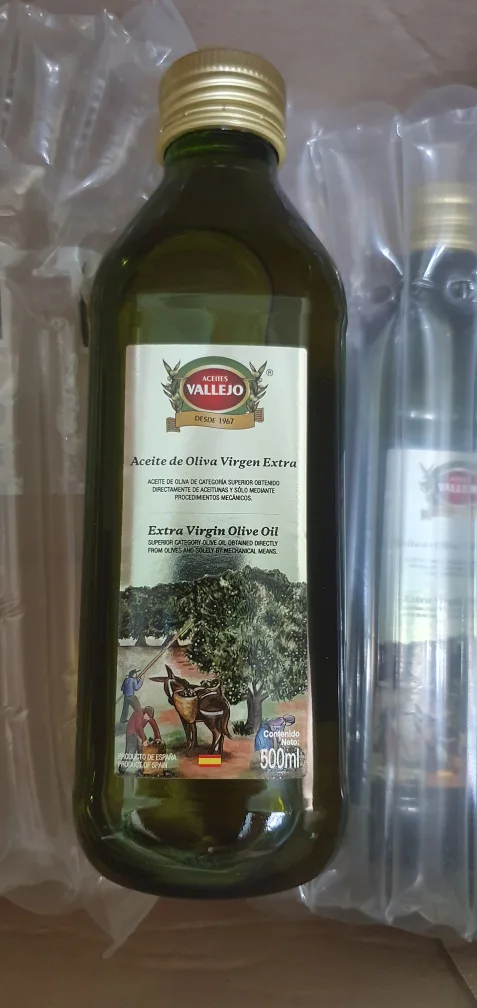 ACEITES
VALLEJO
®
DESDE 1967
Aceite de Oliva Virgen Extra
ACEITE DE OLIVA DE CATEGORÍA SUPERIOR OBTENIDO
DIRECTAMENTE DE ACEITUNAS Y SÓLO MEDIANTE
PROCEDIMIENTOS MECÁNICOS.
Extra Virgin Olive Oil
SUPERIOR CATEGORY OLIVE OIL OBTAINED DIRECTLY
FROM OLIVES AND SOLELY BY MECHANICAL MEANS.
PRODUCTO DE ESPAÑA
PRODUCT OF SPAIN
Contenido
Neto:
500ml
VALLEJO